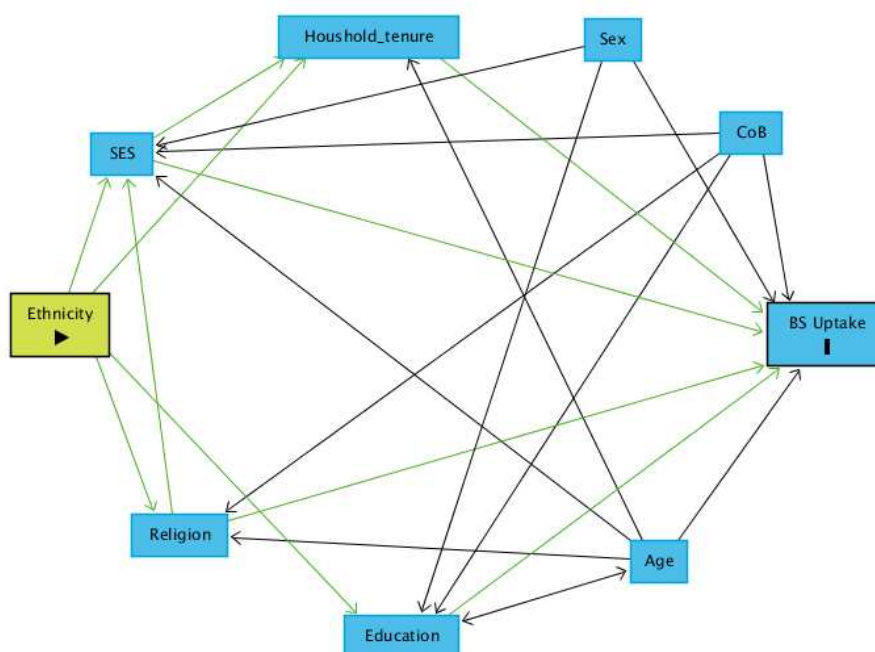 Houshold_tenure
Sex
CoB
SES
Ethnicity
BS Uptake
Religion
Age
Education